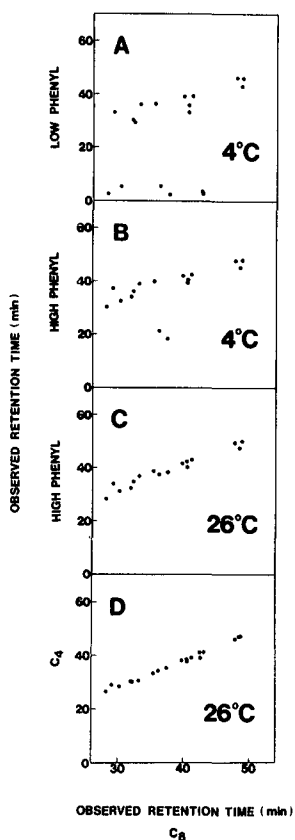 OBSERVED RETENTION TIME (min)
A
LOW PHENYL
60
40
20
0
4°C
B
HIGH PHENYL
60
40
20
0
4°C
C
HIGH PHENYL
60
40
20
0
26°C
D
C4
60
40
20
0
26°C
30 40 50
OBSERVED RETENTION TIME (min)
C8